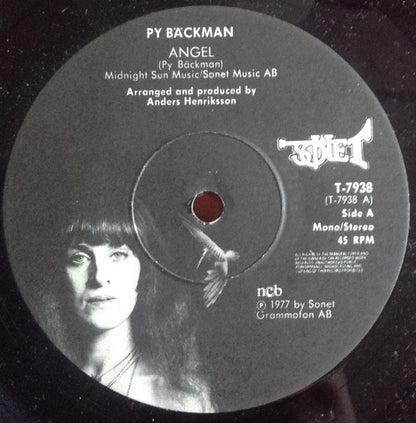 PY BÄCKMAN
ANGEL
(Py Bäckman)
Midnight Sun Music/Sonet Music AB
Arranged and produced by
Anders Henriksson
SONET
T-7938
(T-7938 A)
Side A
Mono/Stereo
45 RPM
ncb
℗ 1977 by Sonet
Grammofon AB